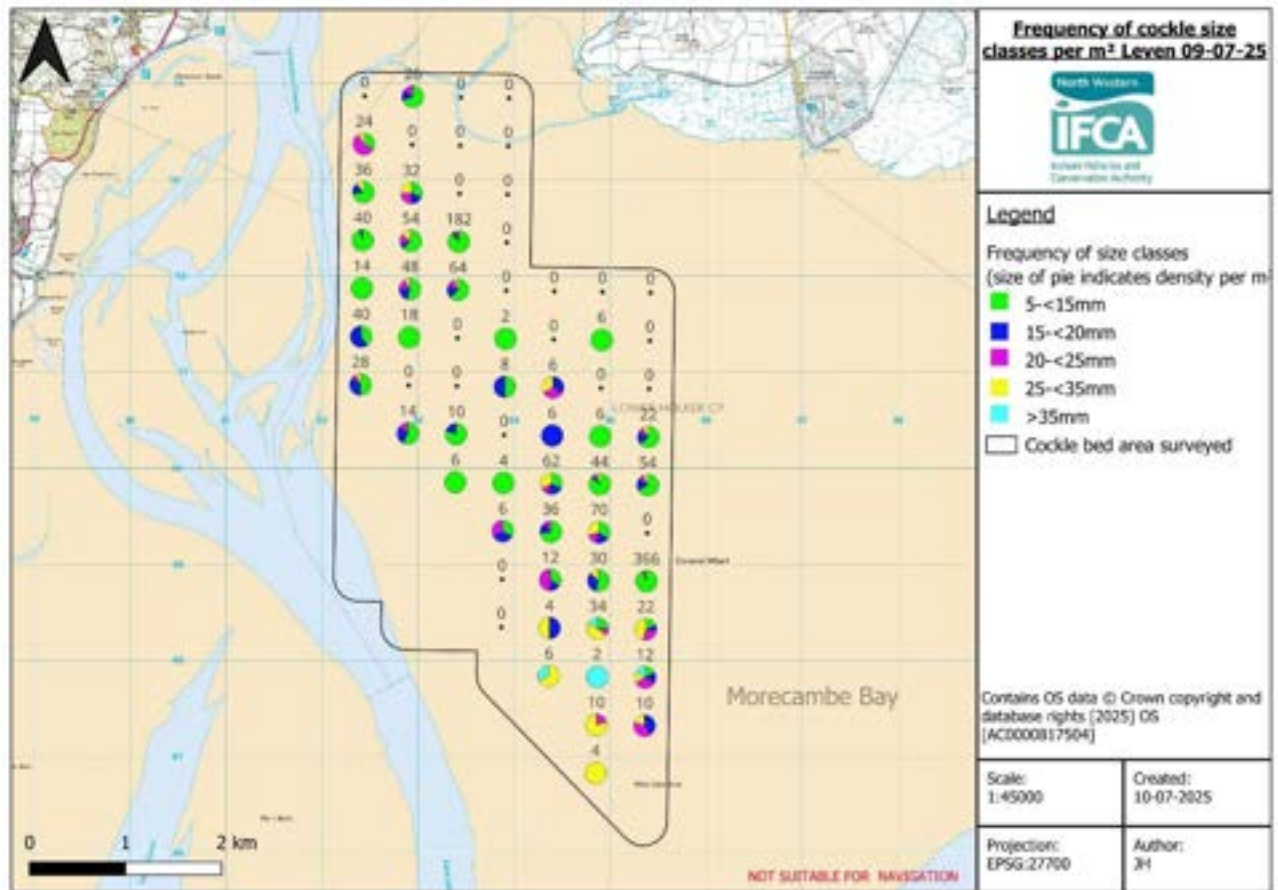 Frequency of cockle size
classes per m² Leven 09-07-25
North Western
IFCA
Inshore Fisheries and
Conservation Authority
Legend
Frequency of size classes
(size of pie indicates density per m
5-<15mm
15-<20mm
20-<25mm
25-<35mm
>35mm
Cockle bed area surveyed
Contains OS data © Crown copyright and
database rights [2025] OS
[AC0000817504]
Scale:
1:45000
Created:
10-07-2025
Projection:
EPSG:27700
Author:
JH
0 26 0 0
24 0 0 0
36 32 0 0
40 54 182 0
14 48 64 0 0 0 0
40 18 0 2 0 6 0
28 0 0 8 6 0 0
14 10 0 6 6 22
6 4 62 44 54
6 36 70 0
0 12 30 366
0 4 34 22
6 2 12
10 10
4
Morecambe Bay
0 1 2 km
NOT SUITABLE FOR NAVIGATION